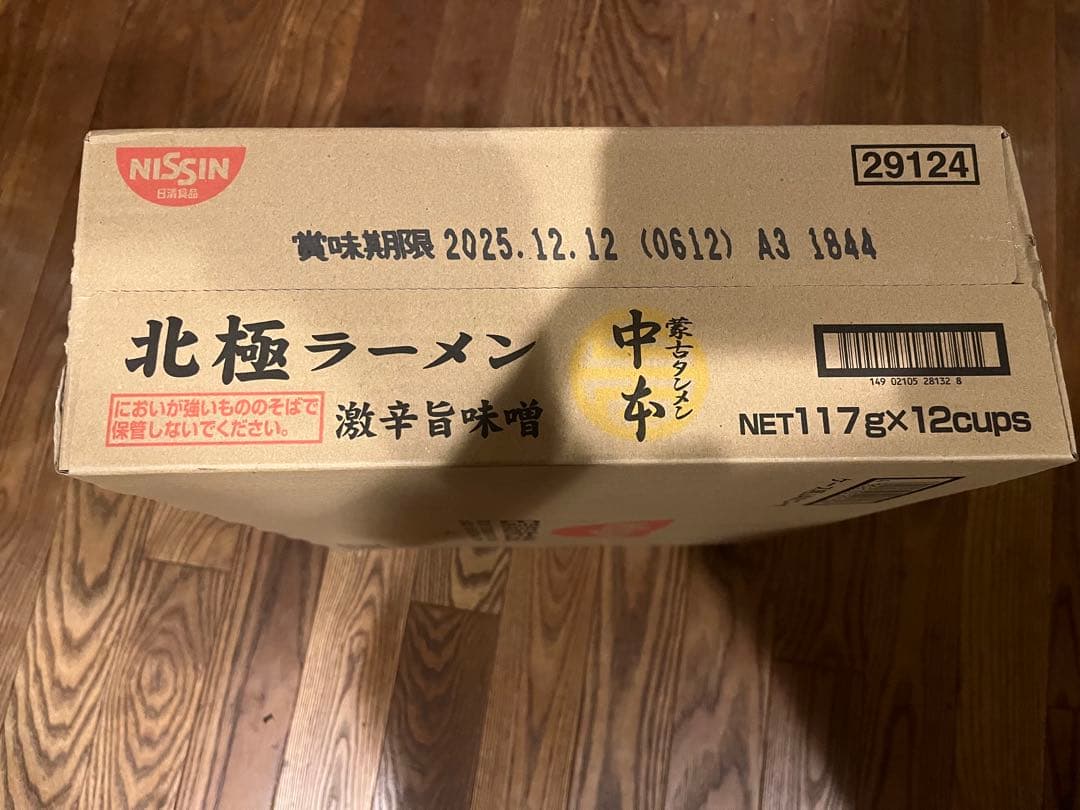 NISSIN
日清食品
29124
賞味期限 2025.12.12 (0612) A3 1844
北極ラーメン
蒙古タンメン
中本
149 02105 28132 8
においが強いもののそばで
保管しないでください。
激辛旨味噌
NET117g×12cups